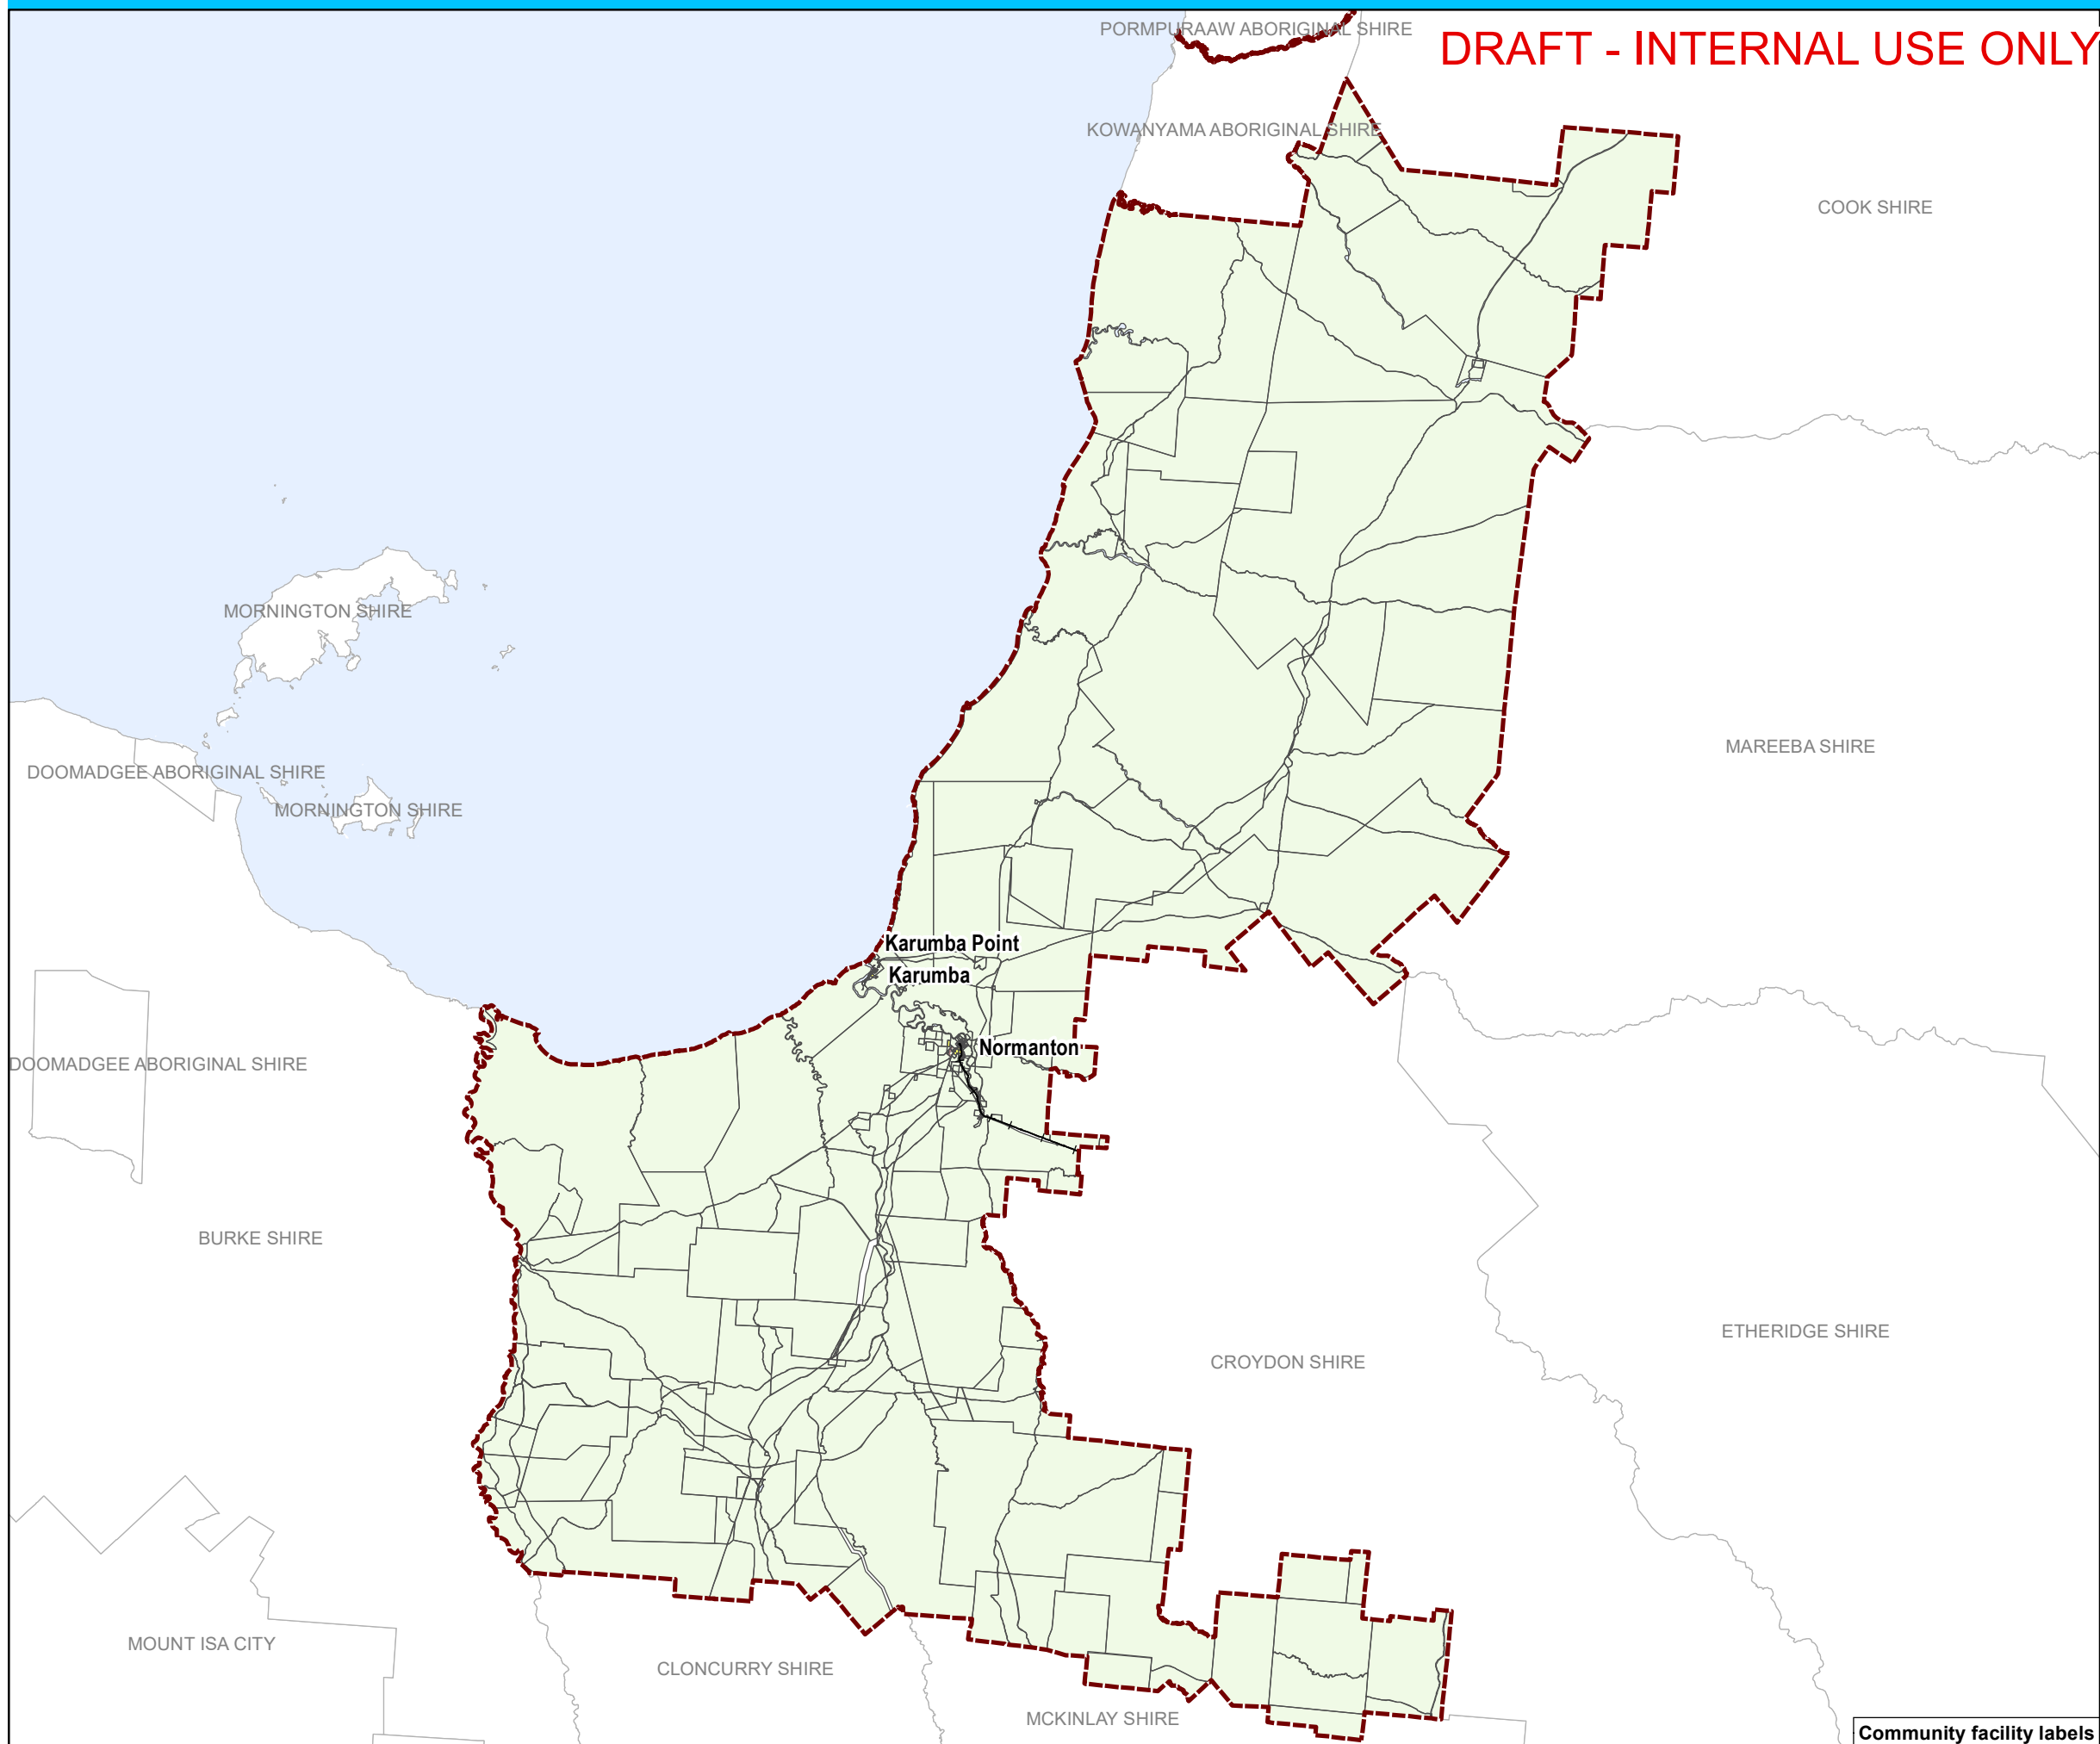 PORMPURAAW ABORIGINAL SHIRE
DRAFT - INTERNAL USE ONLY
KOWANYAMA ABORIGINAL SHIRE
COOK SHIRE
MORNINGTON SHIRE
MAREEBA SHIRE
DOOMADGEE ABORIGINAL SHIRE
MORNINGTON SHIRE
Karumba Point
Karumba
Normanton
DOOMADGEE ABORIGINAL SHIRE
BURKE SHIRE
ETHERIDGE SHIRE
CROYDON SHIRE
MOUNT ISA CITY
CLONCURRY SHIRE
MCKINLAY SHIRE
Community facility labels